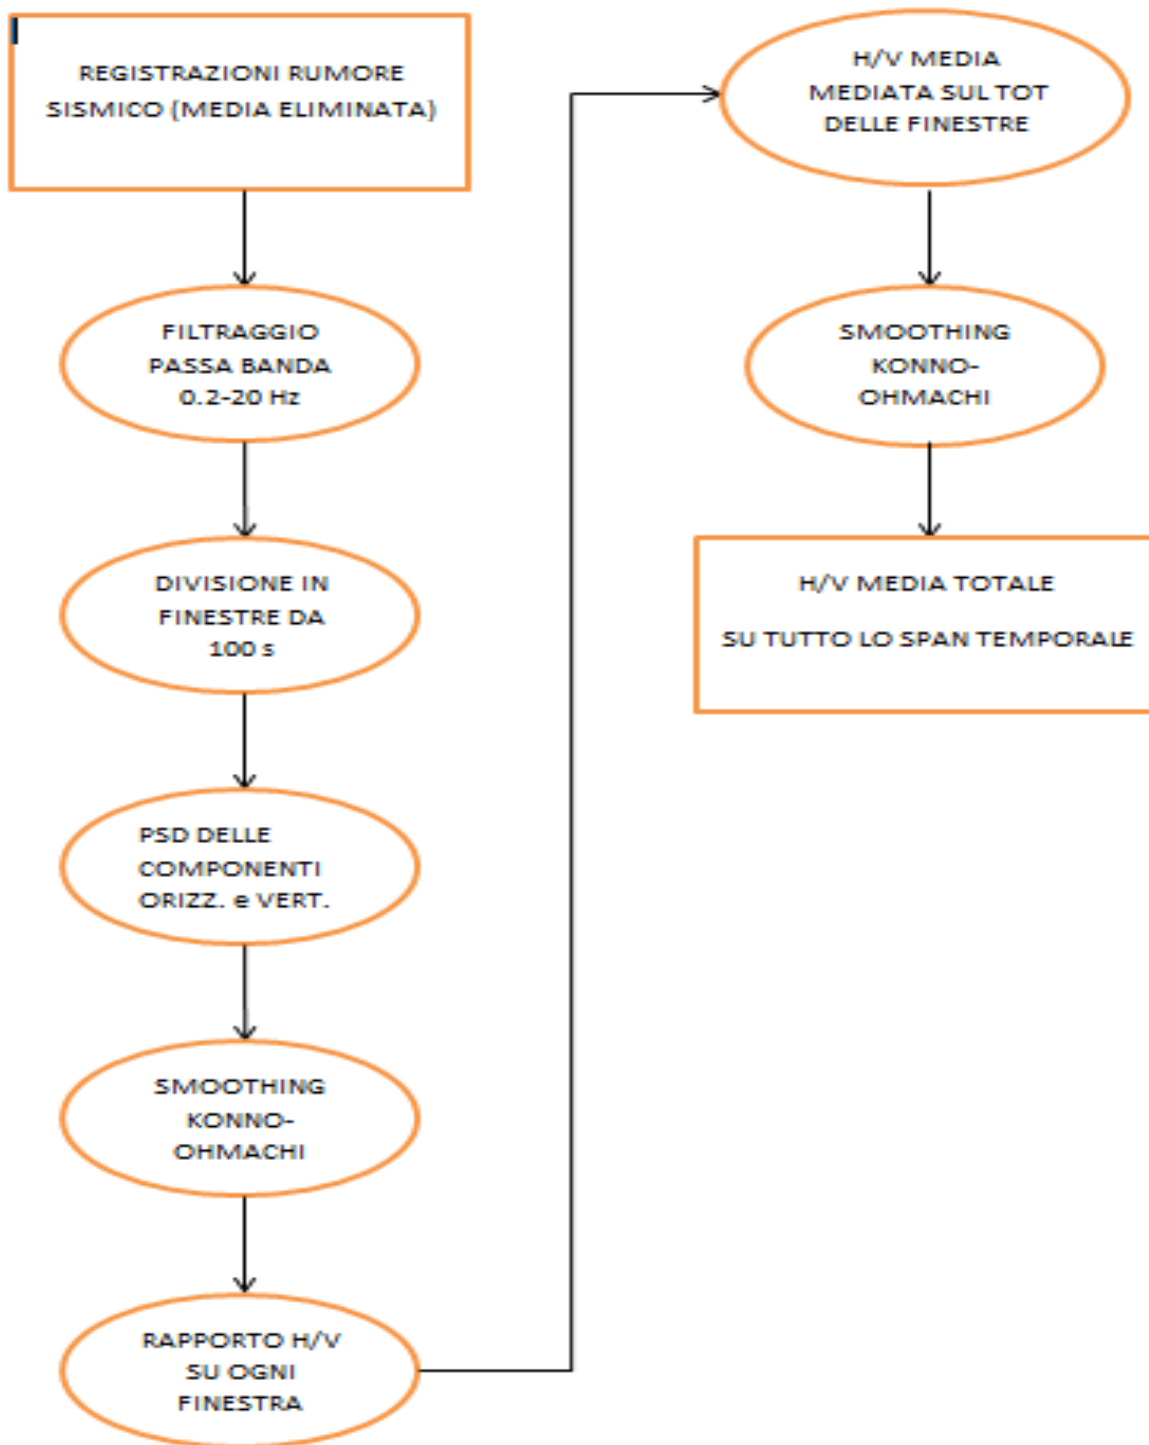 REGISTRAZIONI RUMORE
SISMICO (MEDIA ELIMINATA)
FILTRAGGIO
PASSA BANDA
0.2-20 Hz
DIVISIONE IN
FINESTRE DA
100 s
PSD DELLE
COMPONENTI
ORIZZ. e VERT.
SMOOTHING
KONNO-
OHMACHI
RAPPORTO H/V
SU OGNI
FINESTRA
H/V MEDIA
MEDIATA SUL TOT
DELLE FINESTRE
SMOOTHING
KONNO-
OHMACHI
H/V MEDIA TOTALE
SU TUTTO LO SPAN TEMPORALE